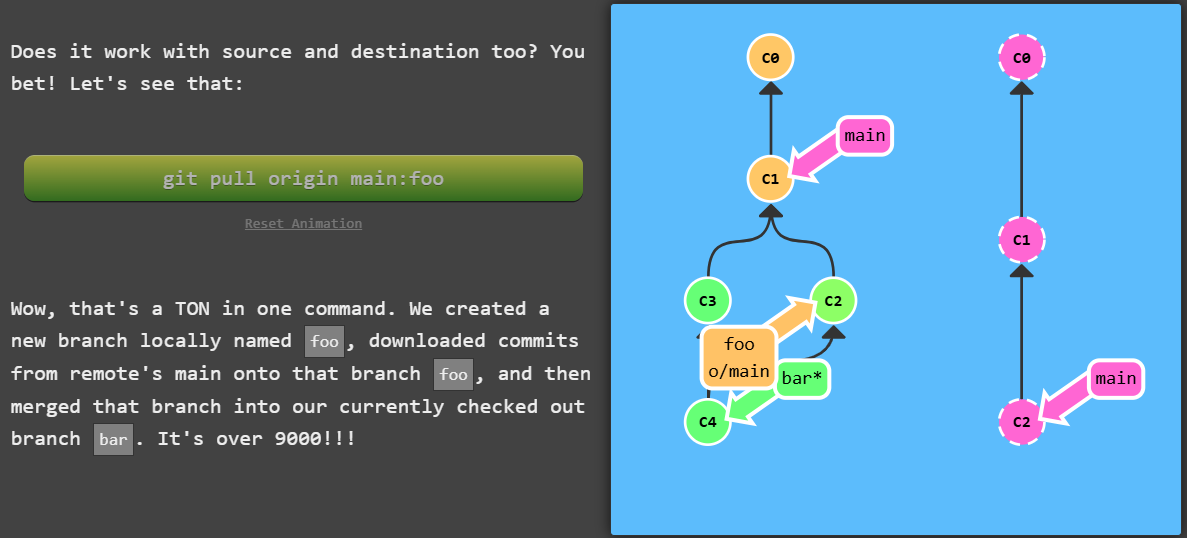 Does it work with source and destination too? You
bet! Let's see that:
git pull origin main:foo
Reset Animation
Wow, that's a TON in one command. We created a
new branch locally named foo, downloaded commits
from remote's main onto that branch foo, and then
merged that branch into our currently checked out
branch bar. It's over 9000!!!
C0
main
C1
C3
C2
foo
o/main
bar*
C4
C0
C1
main
C2